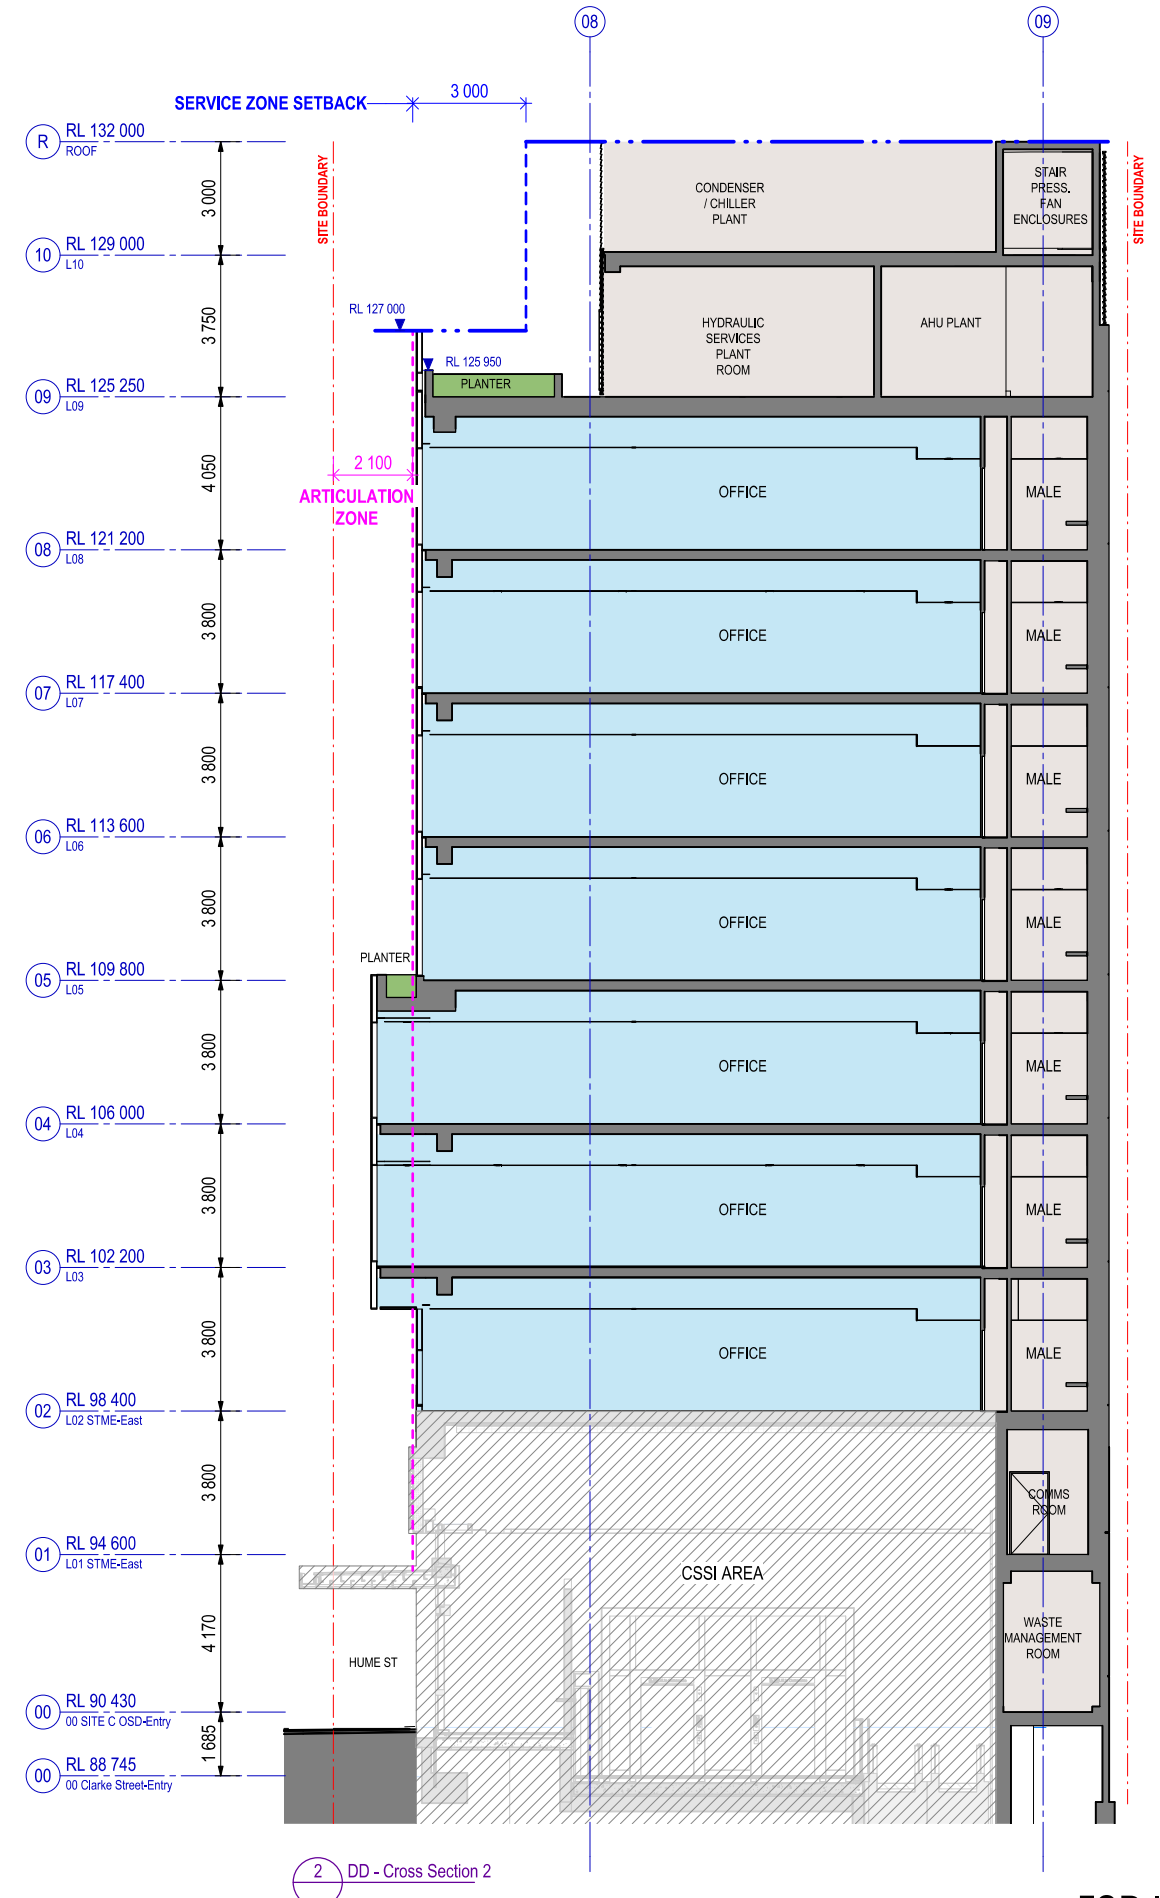 08
09
SERVICE ZONE SETBACK
3 000
R
RL 132 000
ROOF
SITE BOUNDARY
CONDENSER
/ CHILLER
PLANT
STAIR
PRESS.
FAN
ENCLOSURES
SITE BOUNDARY
3 000
10
RL 129 000
L10
RL 127 000
3 750
HYDRAULIC
SERVICES
PLANT
ROOM
AHU PLANT
RL 125 950
PLANTER
09
RL 125 250
L09
4 050
2 100
ARTICULATION
ZONE
OFFICE
MALE
08
RL 121 200
L08
3 800
OFFICE
MALE
07
RL 117 400
L07
3 800
OFFICE
MALE
06
RL 113 600
L06
3 800
OFFICE
MALE
PLANTER
05
RL 109 800
L05
3 800
OFFICE
MALE
04
RL 106 000
L04
3 800
OFFICE
MALE
03
RL 102 200
L03
3 800
OFFICE
MALE
02
RL 98 400
L02 STME-East
3 800
COMMS
ROOM
01
RL 94 600
L01 STME-East
CSSI AREA
4 170
WASTE
MANAGEMENT
ROOM
HUME ST
00
RL 90 430
00 SITE C OSD-Entry
1 685
00
RL 88 745
00 Clarke Street-Entry
2
DD - Cross Section 2